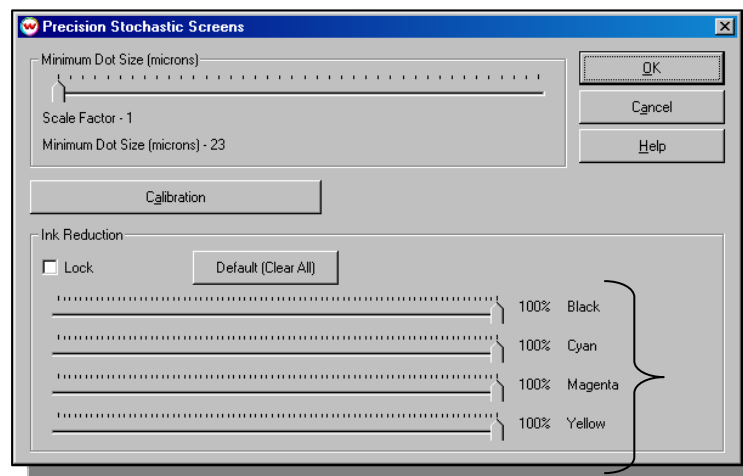 Precision Stochastic Screens
Minimum Dot Size (microns)
Scale Factor - 1
Minimum Dot Size (microns) - 23
OK
Cancel
Help
Calibration
Ink Reduction
Lock
Default (Clear All)
100% Black
100% Cyan
100% Magenta
100% Yellow